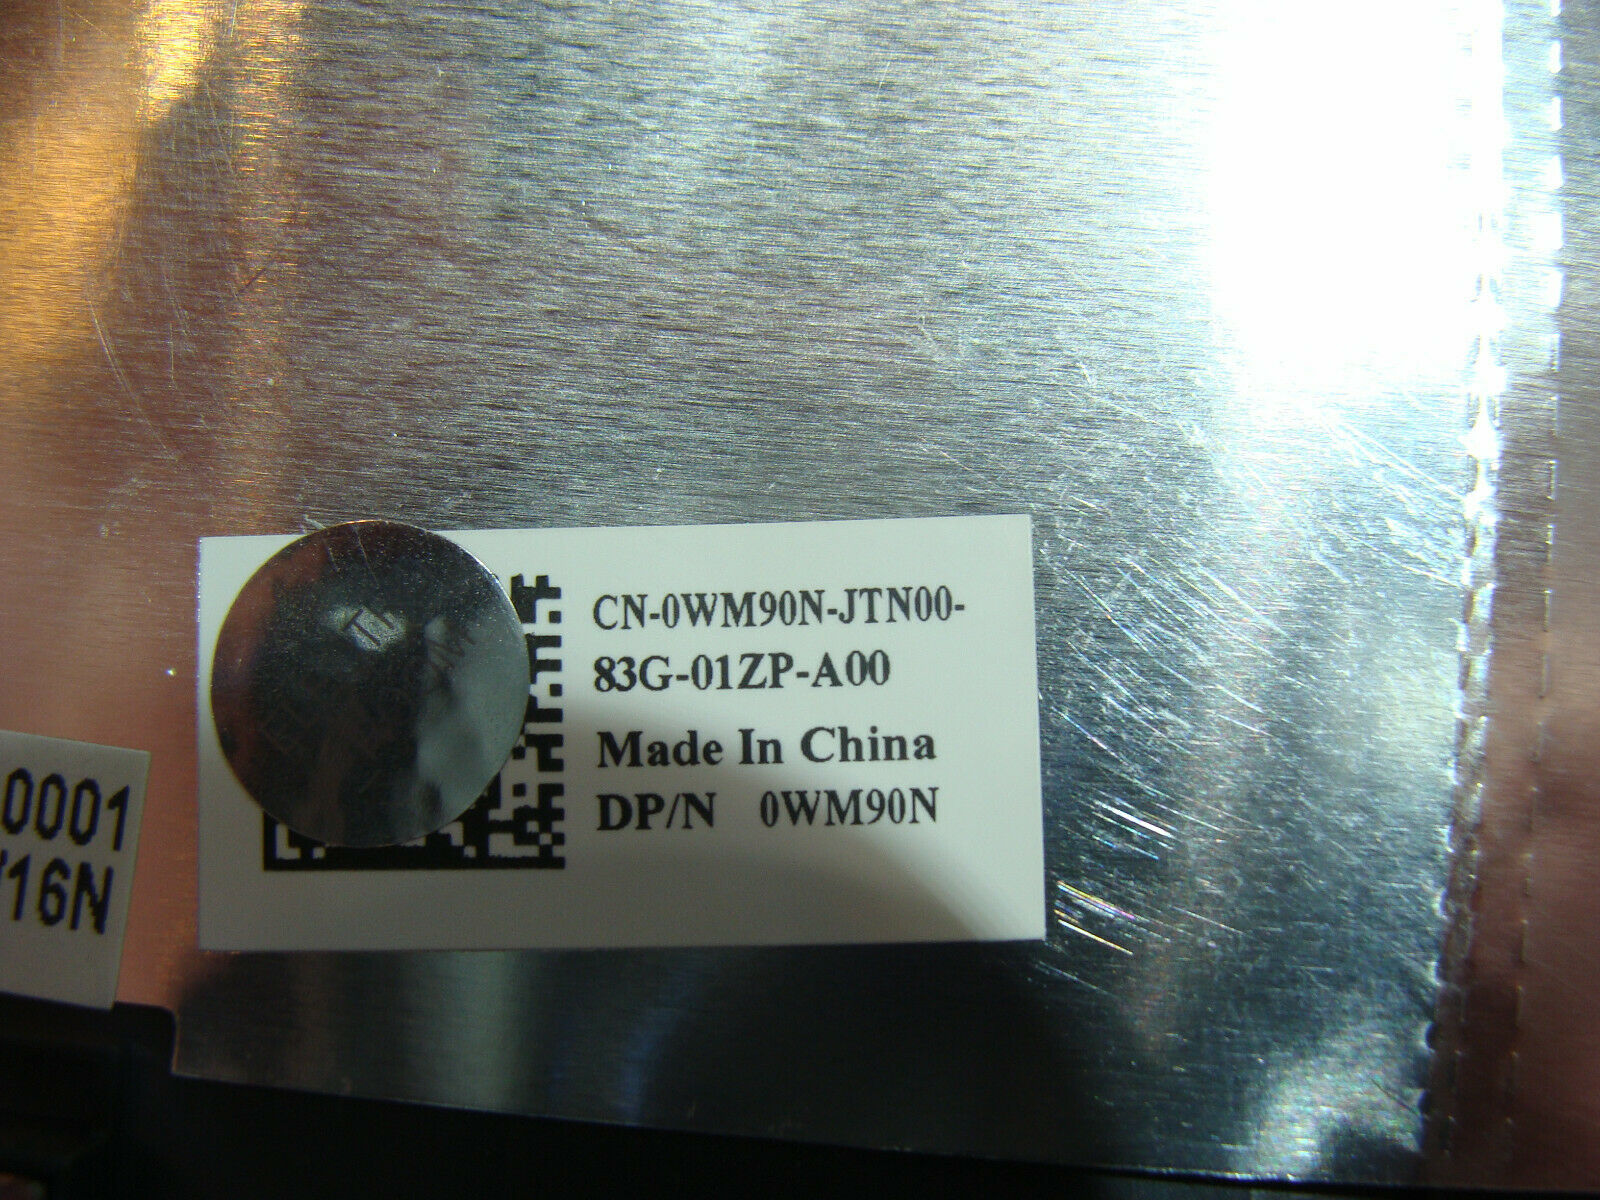 CN-0WM90N-JTN00-
83G-01ZP-A00
Made In China
DP/N 0WM90N
0001
16N